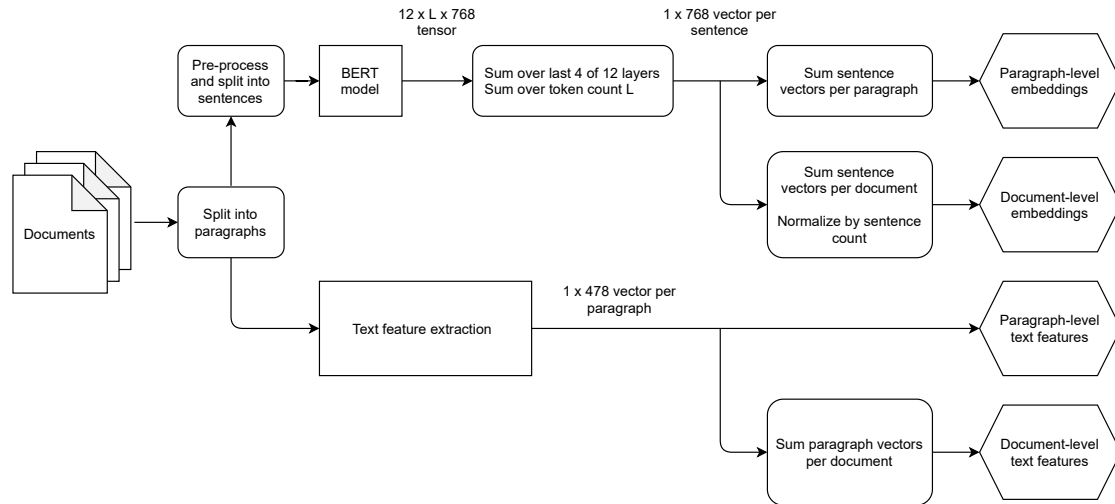 12 x L x 768
tensor
1 x 768 vector per
sentence
Pre-process
and split into
sentences
BERT
model
Sum over last 4 of 12 layers
Sum over token count L
Sum sentence
vectors per paragraph
Paragraph-level
embeddings
Documents
Split into
paragraphs
Sum sentence
vectors per document
Normalize by sentence
count
Document-level
embeddings
1 x 478 vector per
paragraph
Text feature extraction
Paragraph-level
text features
Sum paragraph vectors
per document
Document-level
text features